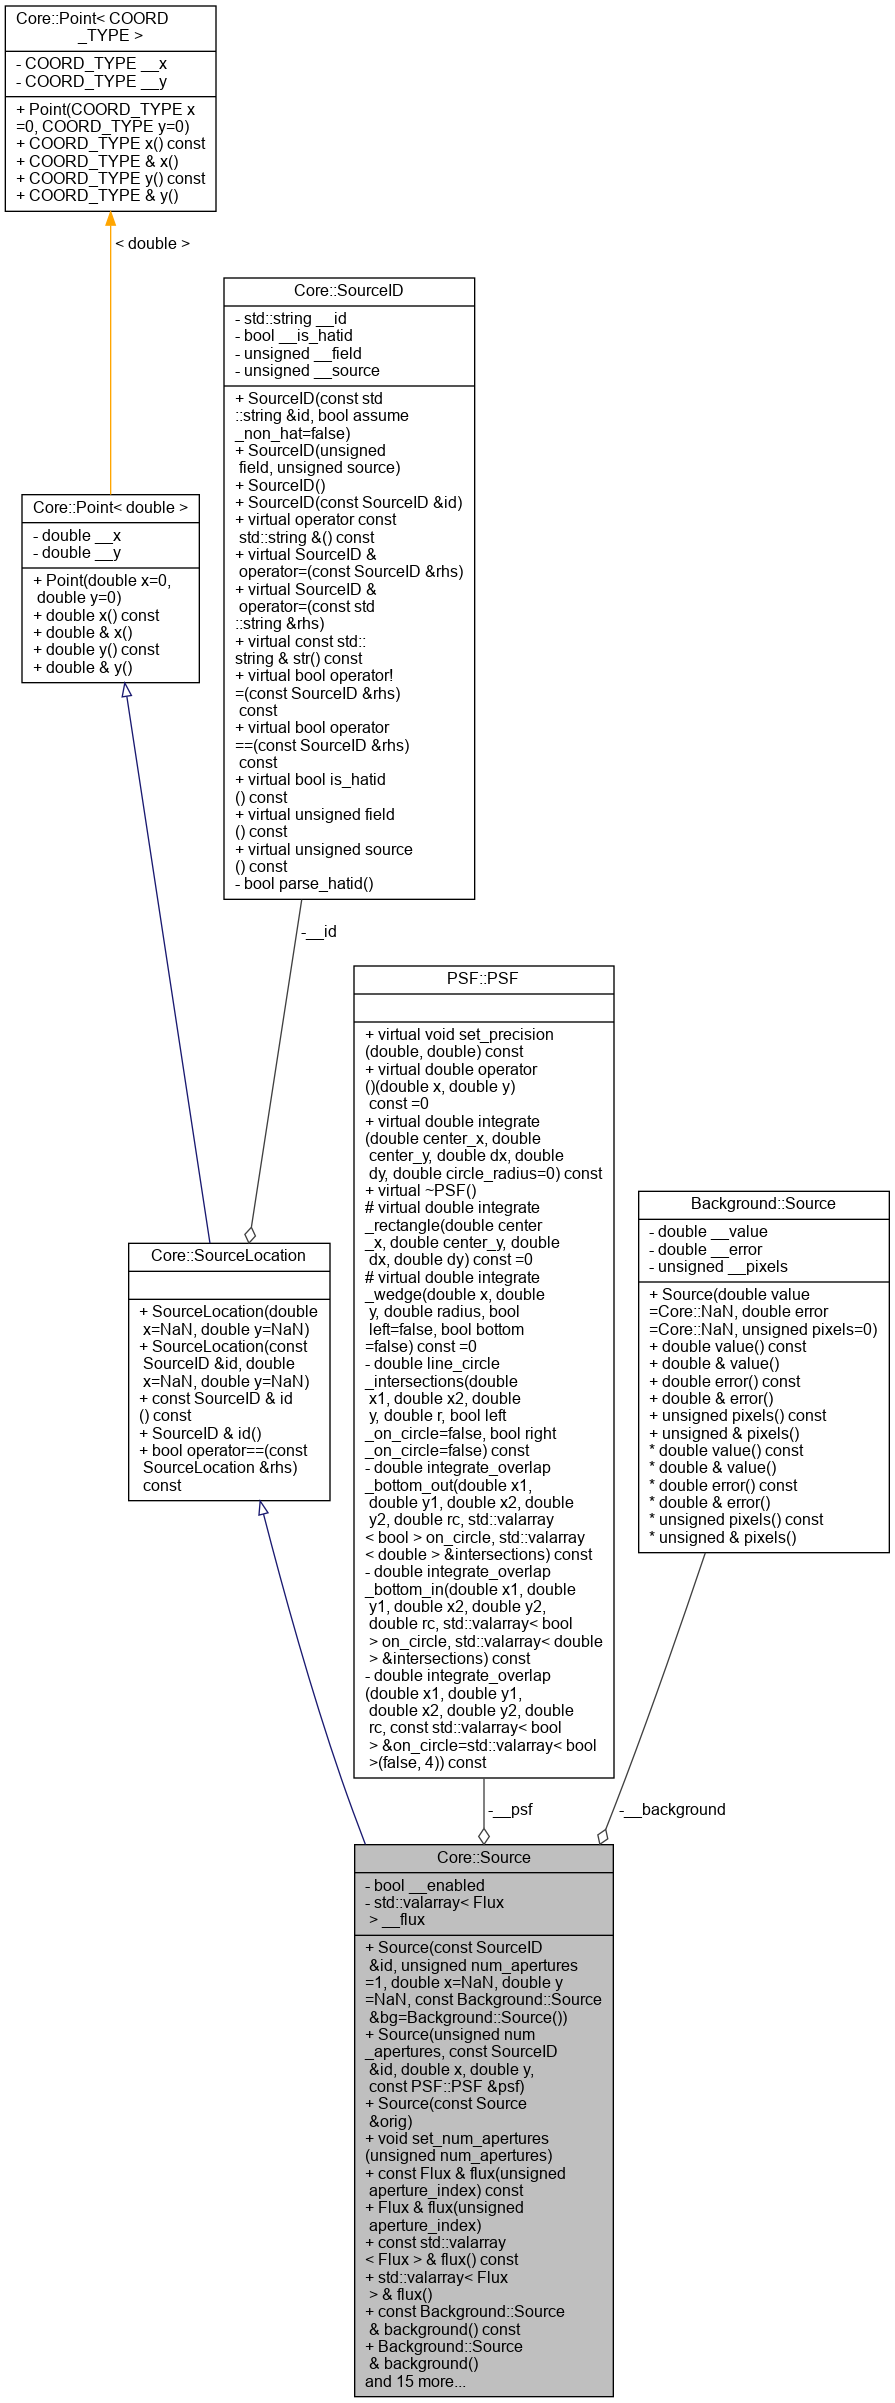 Core::Point< COORD
_TYPE >
- COORD_TYPE __x
- COORD_TYPE __y
+ Point(COORD_TYPE x
=0, COORD_TYPE y=0)
+ COORD_TYPE x() const
+ COORD_TYPE & x()
+ COORD_TYPE y() const
+ COORD_TYPE & y()
< double >
Core::SourceID
- std::string __id
- bool __is_hatid
- unsigned __field
- unsigned __source
+ SourceID(const std
::string &id, bool assume
_non_hat=false)
+ SourceID(unsigned
field, unsigned source)
+ SourceID()
+ SourceID(const SourceID &id)
+ virtual operator const
std::string &() const
+ virtual SourceID &
operator=(const SourceID &rhs)
+ virtual SourceID &
operator=(const std
::string &rhs)
+ virtual const std::
string & str() const
+ virtual bool operator!
=(const SourceID &rhs)
const
+ virtual bool operator
==(const SourceID &rhs)
const
+ virtual bool is_hatid
() const
+ virtual unsigned field
() const
+ virtual unsigned source
() const
- bool parse_hatid()
Core::Point< double >
- double __x
- double __y
+ Point(double x=0,
double y=0)
+ double x() const
+ double & x()
+ double y() const
+ double & y()
-__id
PSF::PSF
+ virtual void set_precision
(double, double) const
+ virtual double operator
()(double x, double y)
const =0
+ virtual double integrate
(double center_x, double
center_y, double dx, double
dy, double circle_radius=0) const
+ virtual ~PSF()
# virtual double integrate
_rectangle(double center
_x, double center_y, double
dx, double dy) const =0
# virtual double integrate
_wedge(double x, double
y, double radius, bool
left=false, bool bottom
=false) const =0
- double line_circle
_intersections(double
x1, double x2, double
y, double r, bool left
_on_circle=false, bool right
_on_circle=false) const
- double integrate_overlap
_bottom_out(double x1,
double y1, double x2, double
y2, double rc, std::valarray
< bool > on_circle, std::valarray
< double > &intersections) const
- double integrate_overlap
_bottom_in(double x1, double
y1, double x2, double y2,
double rc, std::valarray< bool
> on_circle, std::valarray< double
> &intersections) const
- double integrate_overlap
(double x1, double y1,
double x2, double y2, double
rc, const std::valarray< bool
> &on_circle=std::valarray< bool
>(false, 4)) const
Background::Source
- double __value
- double __error
- unsigned __pixels
+ Source(double value
=Core::NaN, double error
=Core::NaN, unsigned pixels=0)
+ double value() const
+ double & value()
+ double error() const
+ double & error()
+ unsigned pixels() const
+ unsigned & pixels()
* double value() const
* double & value()
* double error() const
* double & error()
* unsigned pixels() const
* unsigned & pixels()
Core::SourceLocation
+ SourceLocation(double
x=NaN, double y=NaN)
+ SourceLocation(const
SourceID &id, double
x=NaN, double y=NaN)
+ const SourceID & id
() const
+ SourceID & id()
+ bool operator==(const
SourceLocation &rhs)
const
-__psf
-__background
Core::Source
- bool __enabled
- std::valarray< Flux
> __flux
+ Source(const SourceID
&id, unsigned num_apertures
=1, double x=NaN, double y
=NaN, const Background::Source
&bg=Background::Source())
+ Source(unsigned num
_apertures, const SourceID
&id, double x, double y,
const PSF::PSF &psf)
+ Source(const Source
&orig)
+ void set_num_apertures
(unsigned num_apertures)
+ const Flux & flux(unsigned
aperture_index) const
+ Flux & flux(unsigned
aperture_index)
+ const std::valarray
< Flux > & flux() const
+ std::valarray< Flux
> & flux()
+ const Background::Source
& background() const
+ Background::Source
& background()
and 15 more...